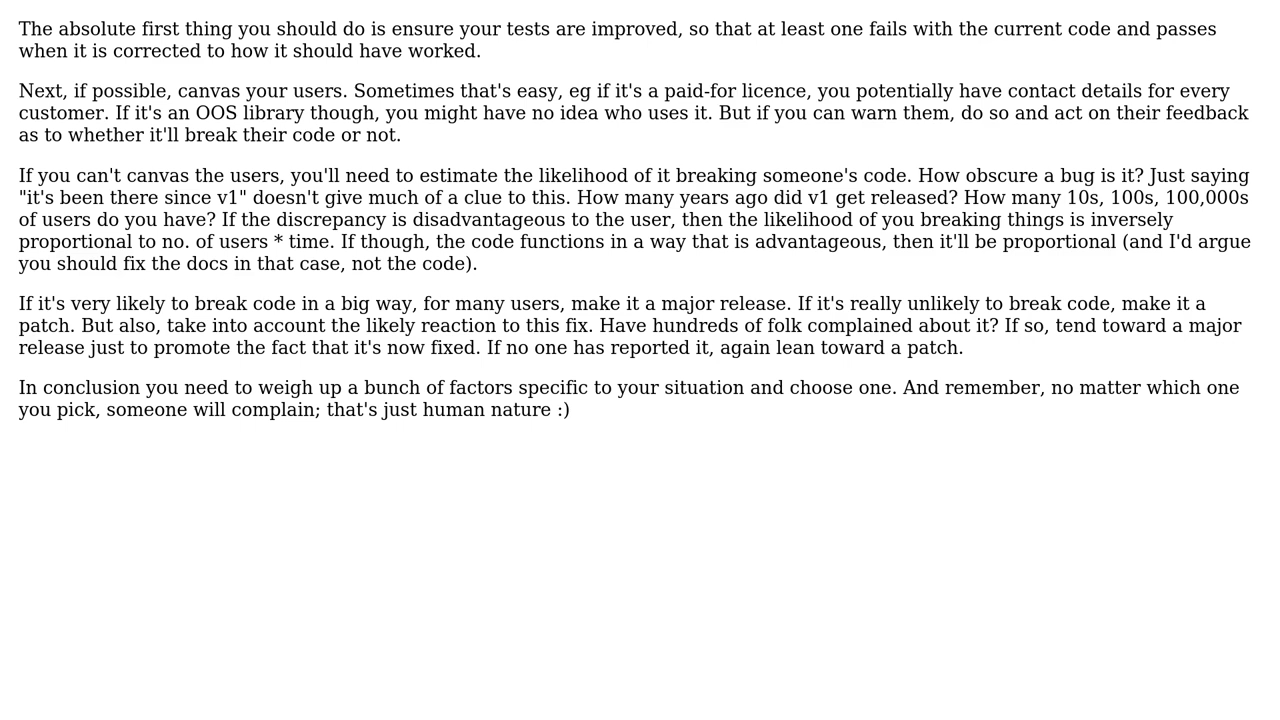 The absolute first thing you should do is ensure your tests are improved, so that at least one fails with the current code and passes
when it is corrected to how it should have worked.
Next, if possible, canvas your users. Sometimes that's easy, eg if it's a paid-for licence, you potentially have contact details for every
customer. If it's an OOS library though, you might have no idea who uses it. But if you can warn them, do so and act on their feedback
as to whether it'll break their code or not.
If you can't canvas the users, you'll need to estimate the likelihood of it breaking someone's code. How obscure a bug is it? Just saying
"it's been there since v1" doesn't give much of a clue to this. How many years ago did v1 get released? How many 10s, 100s, 100,000s
of users do you have? If the discrepancy is disadvantageous to the user, then the likelihood of you breaking things is inversely
proportional to no. of users * time. If though, the code functions in a way that is advantageous, then it'll be proportional (and I'd argue
you should fix the docs in that case, not the code).
If it's very likely to break code in a big way, for many users, make it a major release. If it's really unlikely to break code, make it a
patch. But also, take into account the likely reaction to this fix. Have hundreds of folk complained about it? If so, tend toward a major
release just to promote the fact that it's now fixed. If no one has reported it, again lean toward a patch.
In conclusion you need to weigh up a bunch of factors specific to your situation and choose one. And remember, no matter which one
you pick, someone will complain; that's just human nature :)